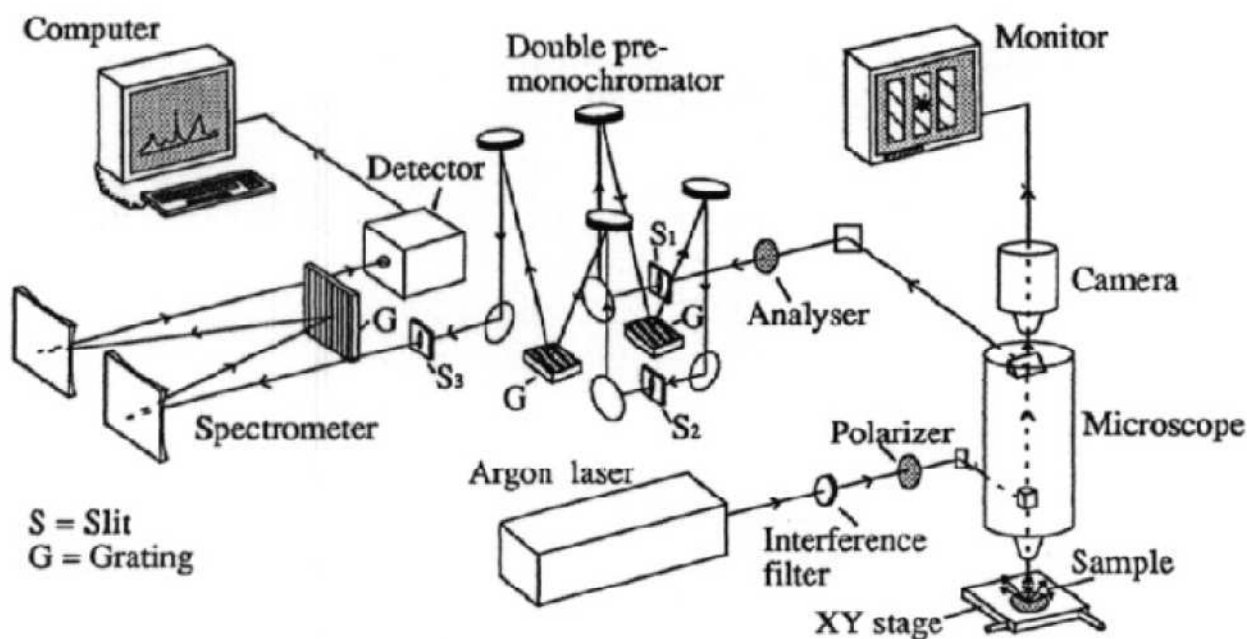 Computer
Double pre-
monochromator
Monitor
Detector
S1
Analyser
Camera
G
G
S3
G
S2
Spectrometer
Microscope
Polarizer
Argon laser
S = Slit
G = Grating
Interference
filter
Sample
XY stage